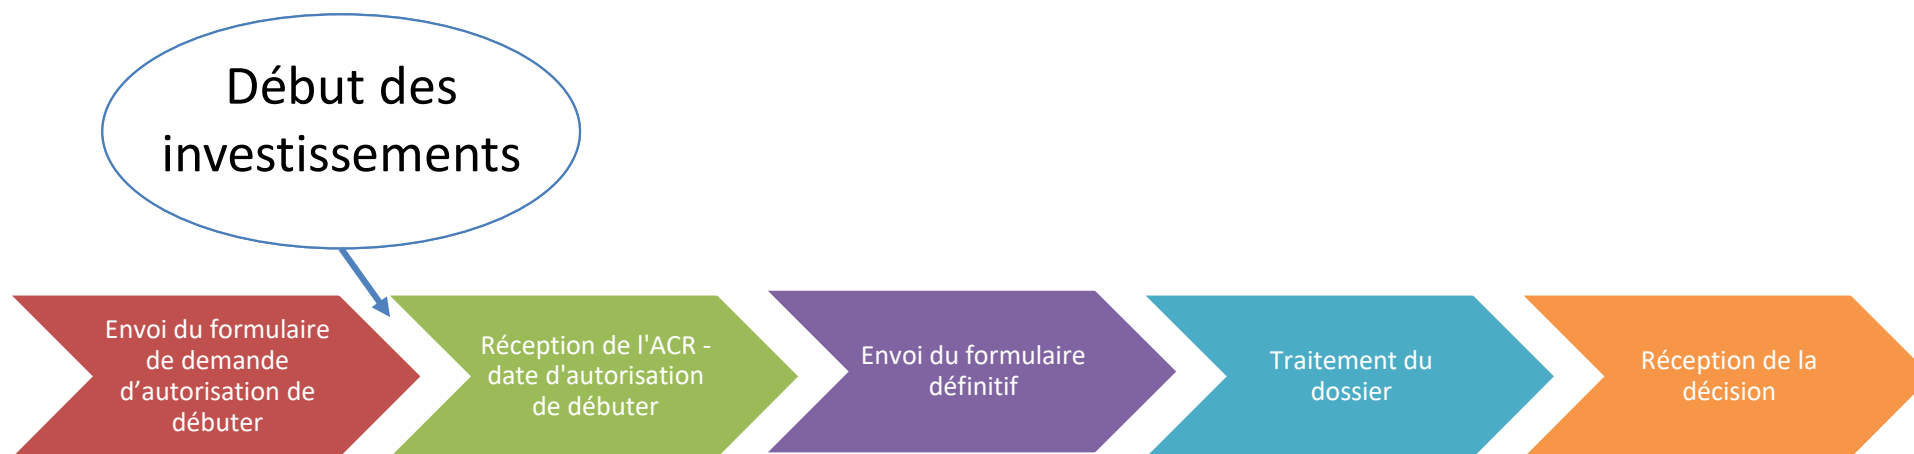 Début des
investissements
Envoi du formulaire
de demande
d’autorisation de
débuter
Réception de l'ACR -
date d'autorisation
de débuter
Envoi du formulaire
définitif
Traitement du
dossier
Réception de la
décision